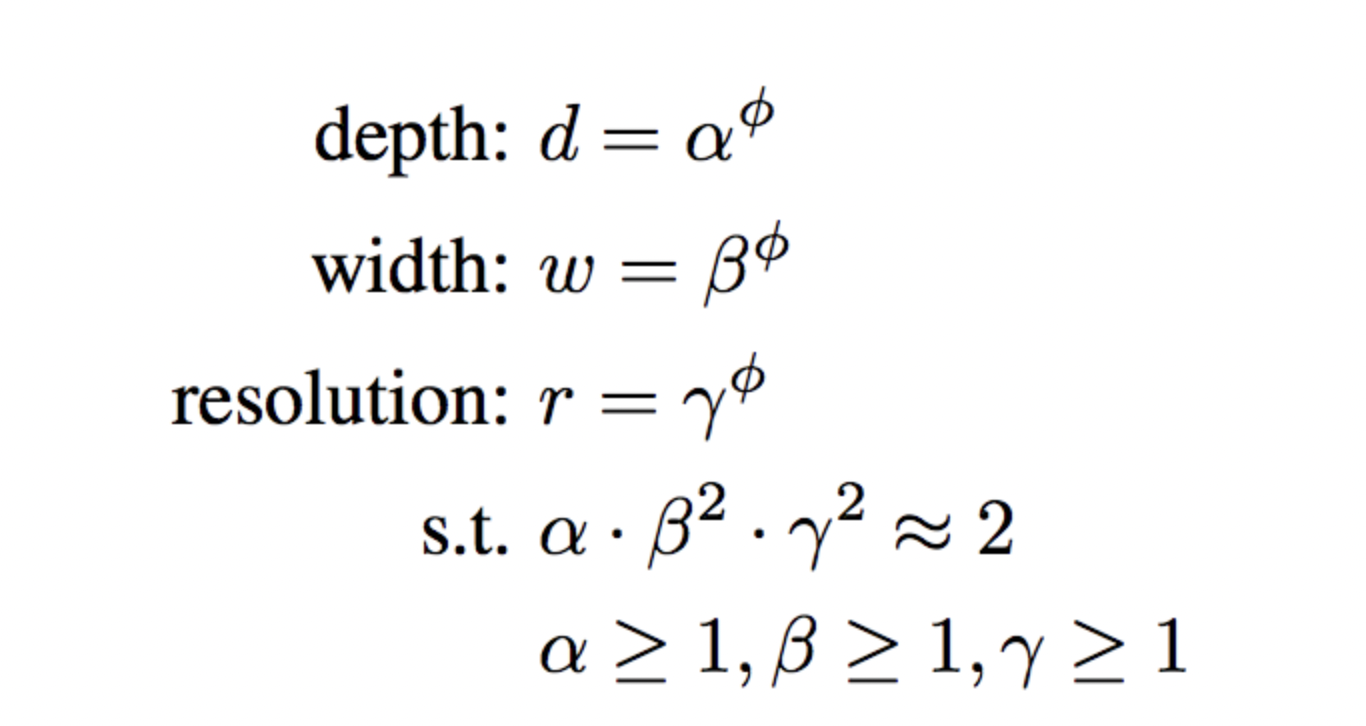 depth: d = α^ϕ
width: w = β^ϕ
resolution: r = γ^ϕ
s.t. α · β² · γ² ≈ 2
α ≥ 1, β ≥ 1, γ ≥ 1